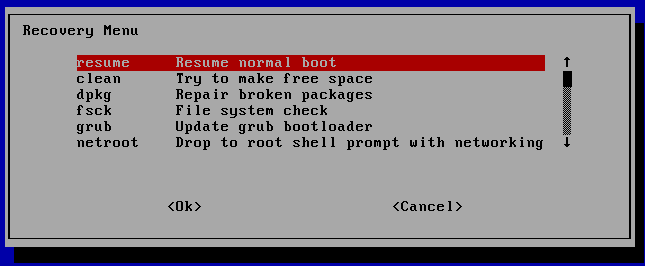 Recovery Menu
resume Resume normal boot
clean Try to make free space
dpkg Repair broken packages
fsck File system check
grub Update grub bootloader
netroot Drop to root shell prompt with networking
<Ok> <Cancel>